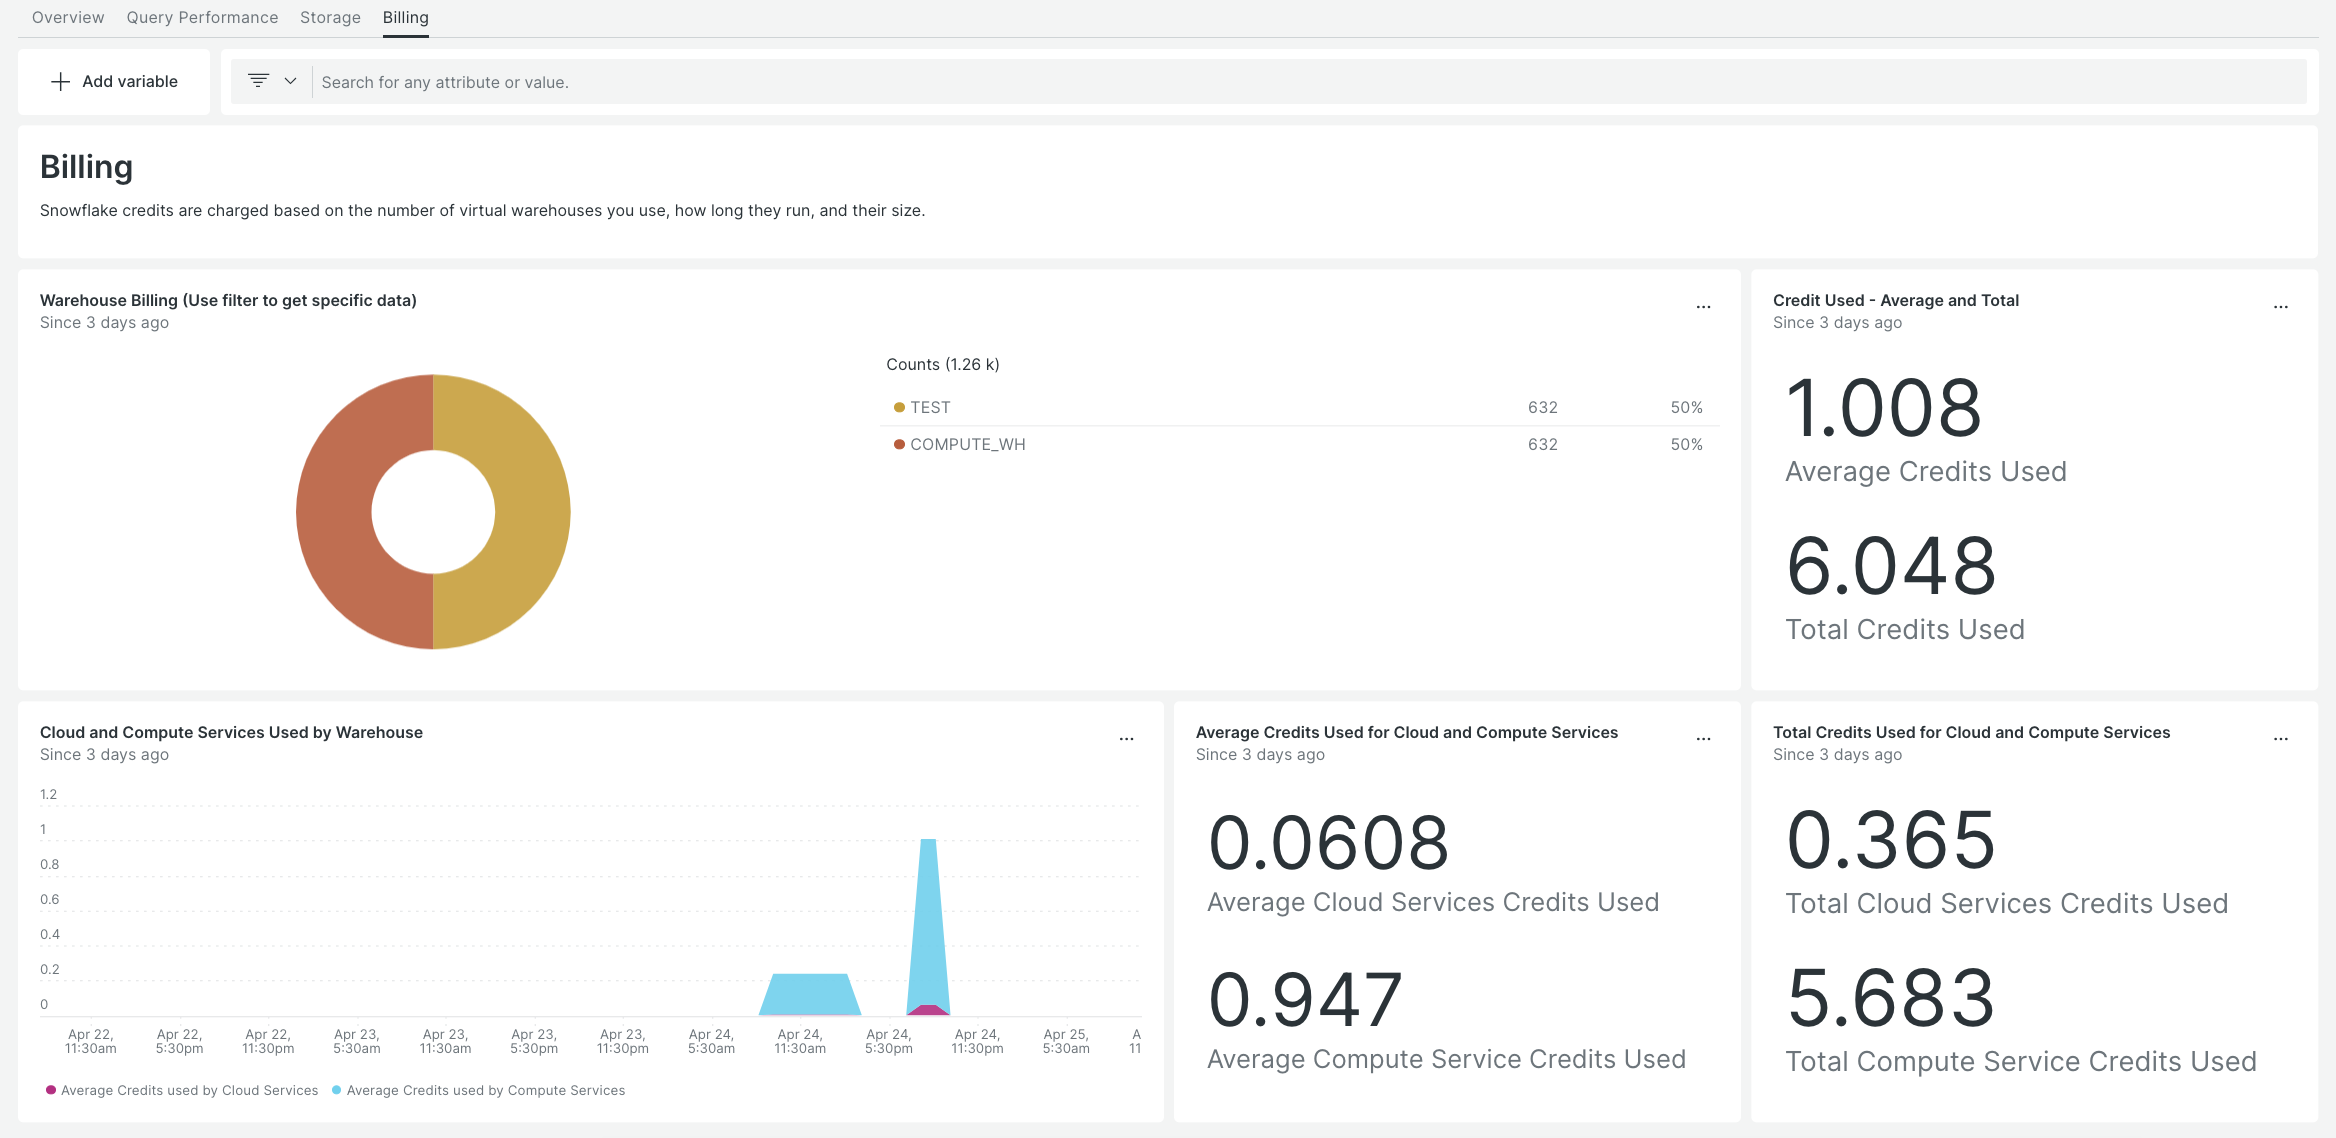 Overview Query Performance Storage Billing
Add variable
Search for any attribute or value.
Billing
Snowflake credits are charged based on the number of virtual warehouses you use, how long they run, and their size.
Warehouse Billing (Use filter to get specific data)
Since 3 days ago
...
Counts (1.26 k)
TEST 632 50%
COMPUTE_WH 632 50%
Credit Used - Average and Total
Since 3 days ago
...
1.008
Average Credits Used
6.048
Total Credits Used
Cloud and Compute Services Used by Warehouse
Since 3 days ago
...
1.2
1
0.8
0.6
0.4
0.2
0
Apr 22, Apr 22, Apr 22, Apr 23, Apr 23, Apr 23, Apr 23, Apr 24, Apr 24, Apr 24, Apr 24, Apr 25, A
11:30am 5:30pm 11:30pm 5:30am 11:30am 5:30pm 11:30pm 5:30am 11:30am 5:30pm 11:30pm 5:30am 11
Average Credits used by Cloud Services Average Credits used by Compute Services
Average Credits Used for Cloud and Compute Services
Since 3 days ago
...
0.0608
Average Cloud Services Credits Used
0.947
Average Compute Service Credits Used
Total Credits Used for Cloud and Compute Services
Since 3 days ago
...
0.365
Total Cloud Services Credits Used
5.683
Total Compute Service Credits Used